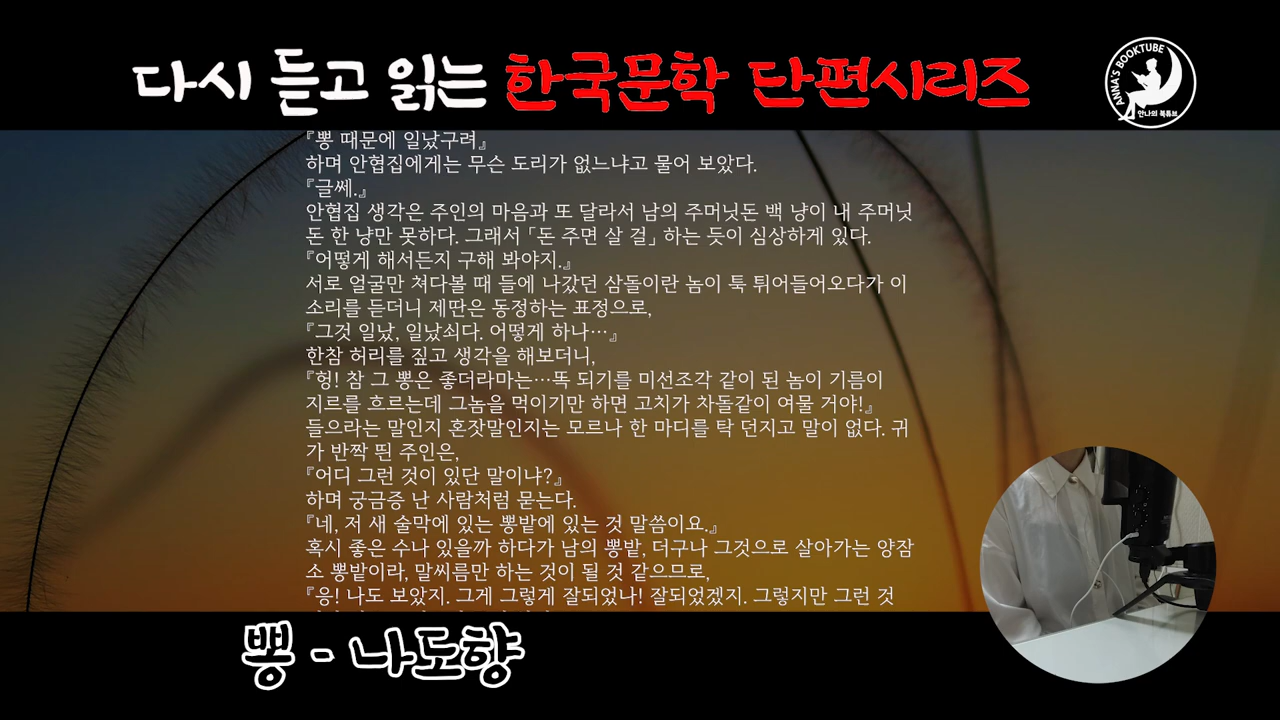 다시 듣고 읽는 한국문학 단편시리즈
ANNA'S BOOKTUBE
안나의 북튜브
『뽕 때문에 일났구려』
하며 안협집에게는 무슨 도리가 없느냐고 물어 보았다.
『글쎄.』
안협집 생각은 주인의 마음과 또 달라서 남의 주머닛돈 백 냥이 내 주머닛
돈 한 냥만 못하다. 그래서 「돈 주면 살 걸」 하는 듯이 심상하게 있다.
『어떻게 해서든지 구해 봐야지.』
서로 얼굴만 쳐다볼 때 들에 나갔던 삼돌이란 놈이 툭 튀어들어오다가 이
소리를 듣더니 제딴은 동정하는 표정으로,
『그것 일났, 일났쇠다. 어떻게 하나…』
한참 허리를 짚고 생각을 해보더니,
『헝! 참 그 뽕은 좋더라마는…똑 되기를 미선조각 같이 된 놈이 기름이
지르를 흐르는데 그놈을 먹이기만 하면 고치가 차돌같이 여물 거야!』
들으라는 말인지 혼잣말인지는 모르나 한 마디를 탁 던지고 말이 없다. 귀
가 반짝 띈 주인은,
『어디 그런 것이 있단 말이냐?』
하며 궁금증 난 사람처럼 묻는다.
『네, 저 새 술막에 있는 뽕밭에 있는 것 말씀이요.』
혹시 좋은 수나 있을까 하다가 남의 뽕밭, 더구나 그것으로 살아가는 양잠
소 뽕밭이라, 말씨름만 하는 것이 될 것 같으므로,
『응! 나도 보았지. 그게 그렇게 잘되었나! 잘되었겠지. 그렇지만 그런 것
뽕 - 나도향